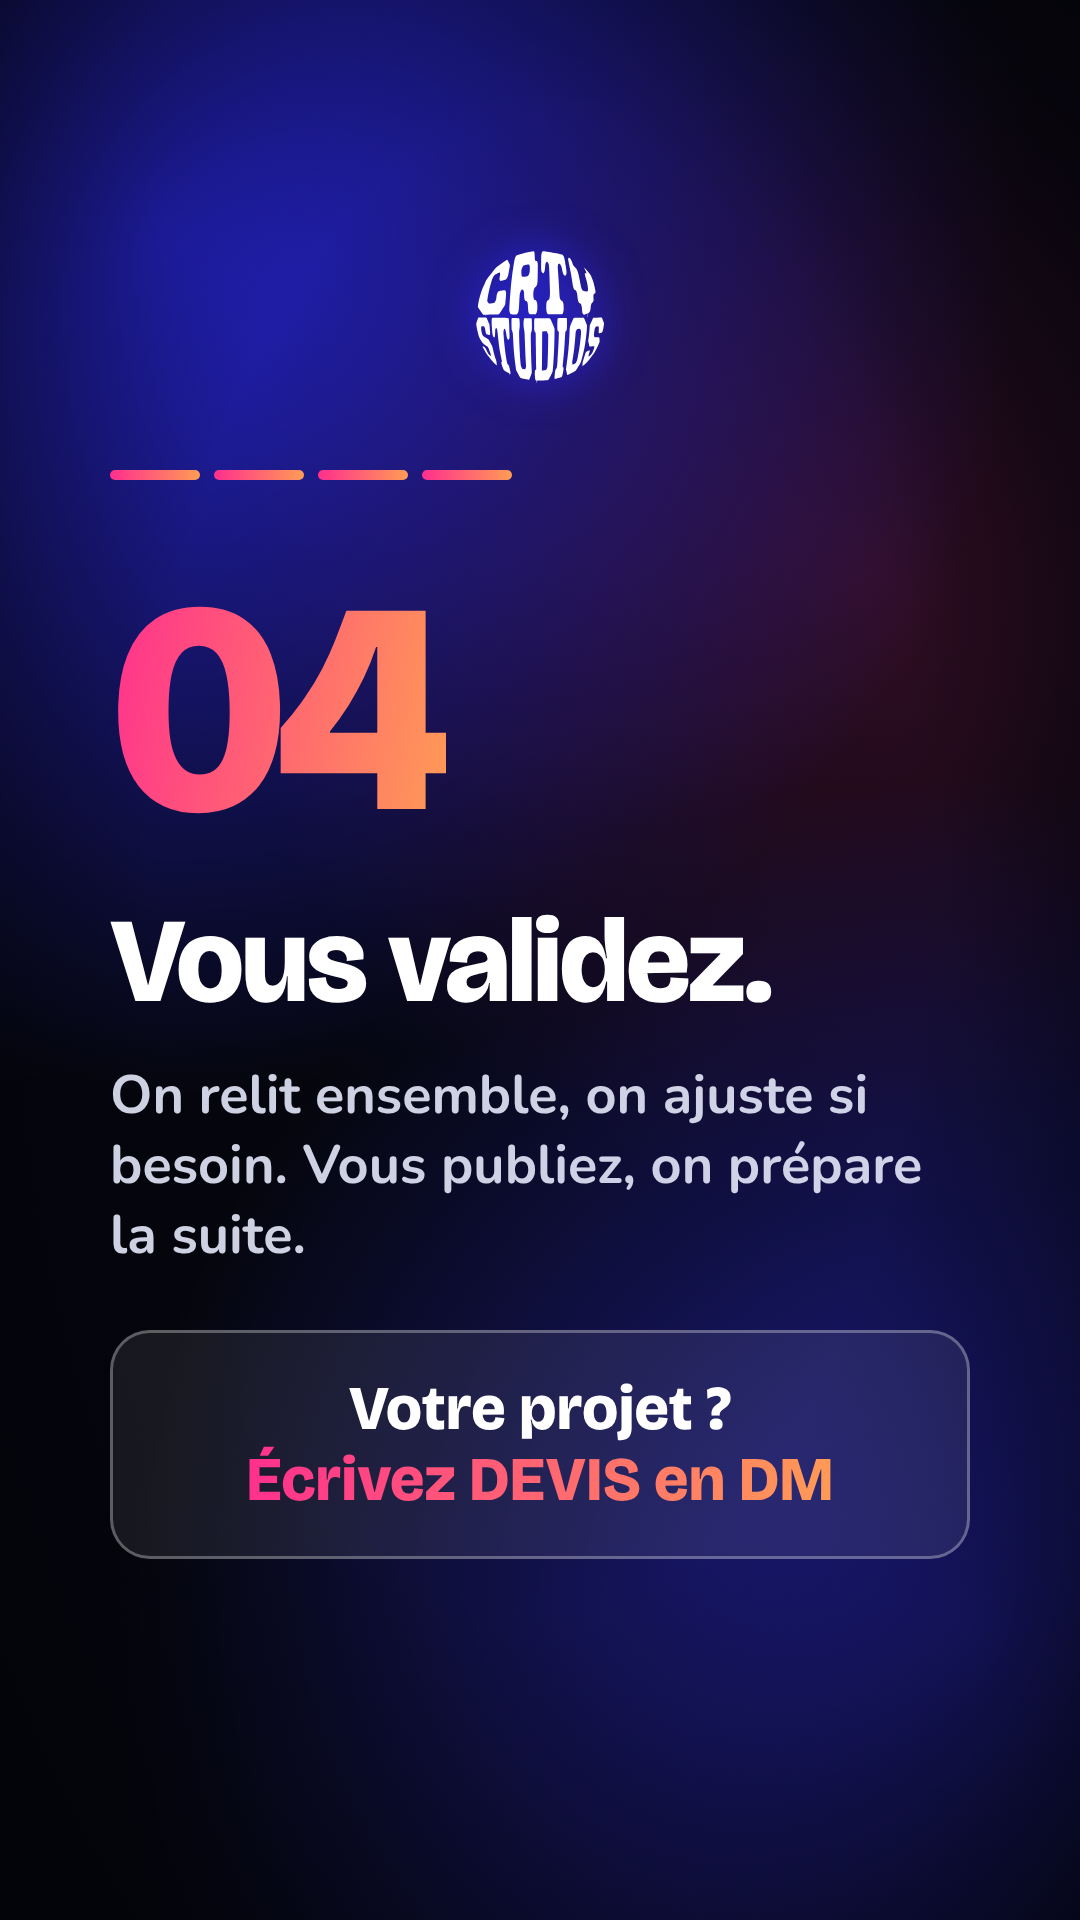 CRTV
STUDIOS
04
Vous validez.
On relit ensemble, on ajuste si
besoin. Vous publiez, on prépare
la suite.
Votre projet ?
Écrivez DEVIS en DM